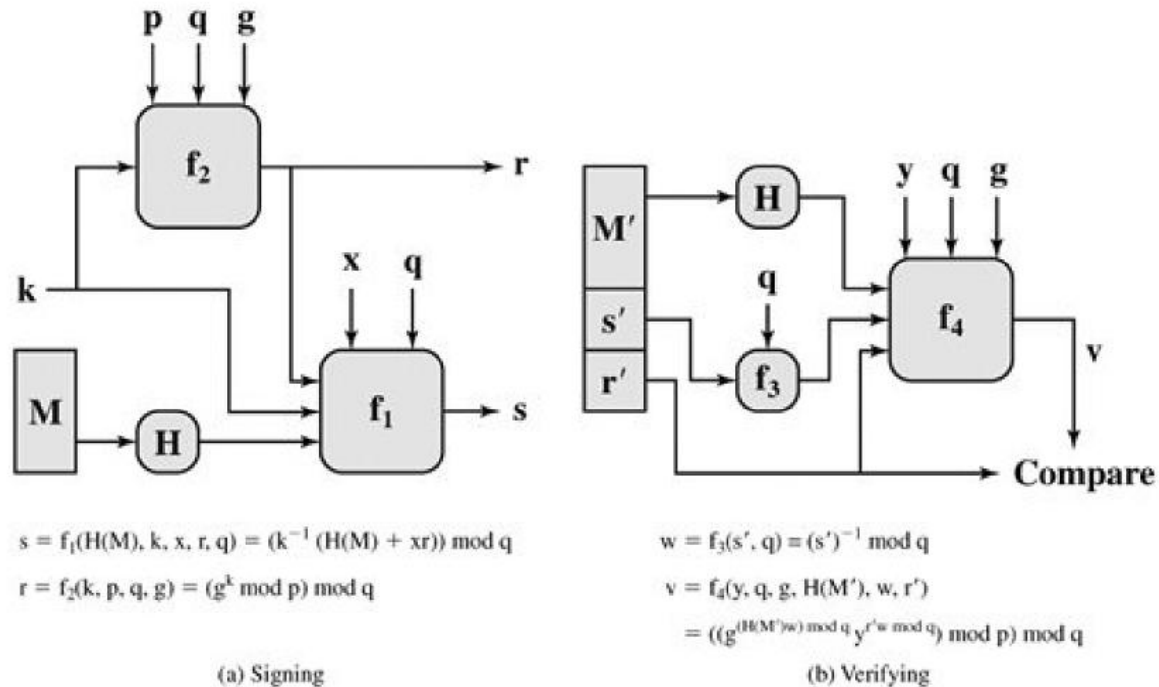 p q g
f₂
r
k
x q
M
H
f₁
s
s = f₁(H(M), k, x, r, q) = (k⁻¹ (H(M) + xr)) mod q
r = f₂(k, p, q, g) = (gᵏ mod p) mod q
(a) Signing
y q g
M′
H
q
s′
f₄
r′
f₃
v
Compare
w = f₃(s′, q) = (s′)⁻¹ mod q
v = f₄(y, q, g, H(M′), w, r′)
= ((g^(H(M′)w) mod q y^r′w mod q) mod p) mod q
(b) Verifying